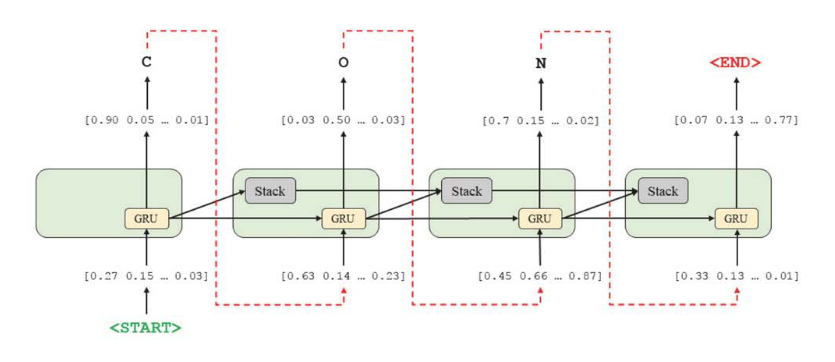 C O N <END>
[0.90 0.05 … 0.01] [0.03 0.50 … 0.03] [0.7 0.15 … 0.02] [0.07 0.13 … 0.77]
Stack Stack Stack
GRU GRU GRU GRU
[0.27 0.15 … 0.03] [0.63 0.14 … 0.23] [0.45 0.66 … 0.87] [0.33 0.13 … 0.01]
<START>